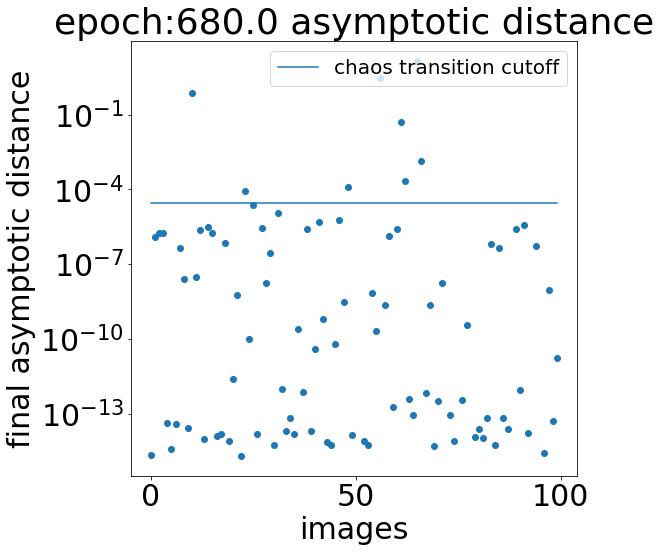 epoch:680.0 asymptotic distance
chaos transition cutoff
final asymptotic distance
10⁻¹
10⁻⁴
10⁻⁷
10⁻¹⁰
10⁻¹³
0 50 100
images